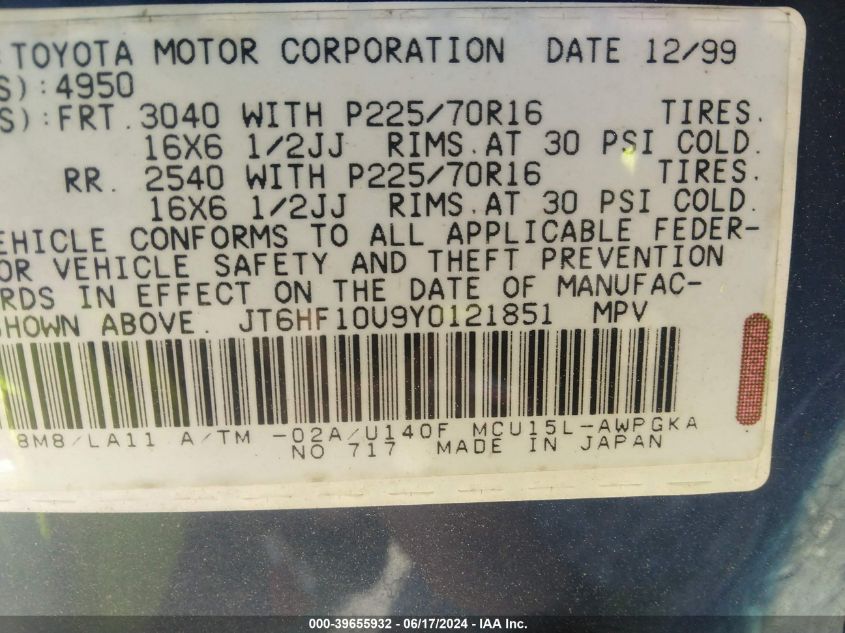 TOYOTA MOTOR CORPORATION DATE 12/99
S): 4950
S): FRT. 3040 WITH P225/70R16 TIRES.
16X6 1/2JJ RIMS. AT 30 PSI COLD.
RR. 2540 WITH P225/70R16 TIRES.
16X6 1/2JJ RIMS. AT 30 PSI COLD.
EHICLE CONFORMS TO ALL APPLICABLE FEDER-
OR VEHICLE SAFETY AND THEFT PREVENTION
RDS IN EFFECT ON THE DATE OF MANUFAC-
SHOWN ABOVE. JT6HF10U9Y0121851 MPV
8M8/LA11 A/TM -02A/U140F MCU15L-AWPGKA
NO 717 MADE IN JAPAN
000-39655932 - 06/17/2024 - IAA Inc.